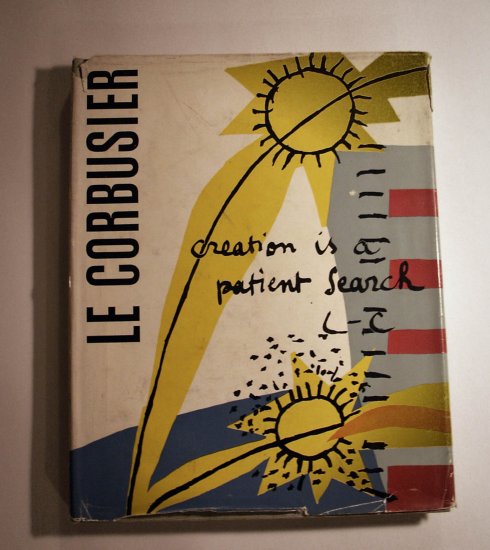 LE CORBUSIER
creation is a
patient search
L-C